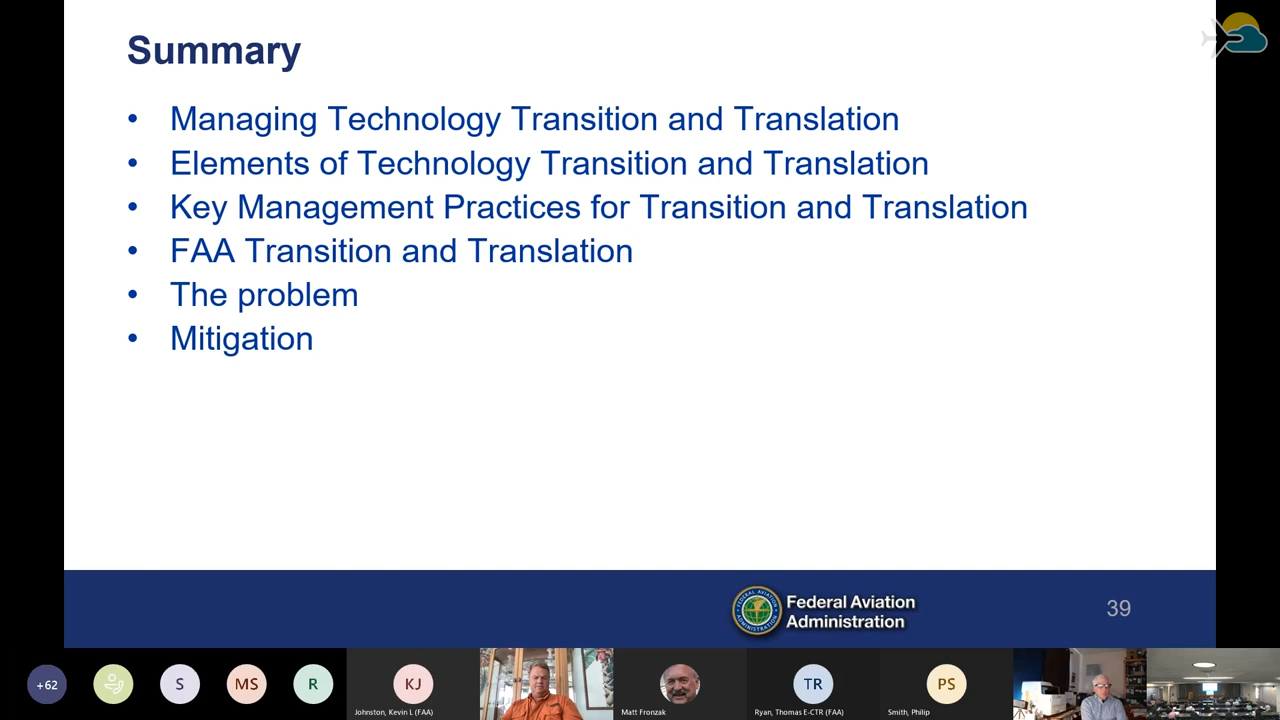 Summary
• Managing Technology Transition and Translation
• Elements of Technology Transition and Translation
• Key Management Practices for Transition and Translation
• FAA Transition and Translation
• The problem
• Mitigation
Federal Aviation
Administration
39
+62
S
MS
R
KJ
TR
PS
Johnston, Kevin L (FAA)
Matt Fronzak
Ryan, Thomas E-CTR (FAA)
Smith, Philip